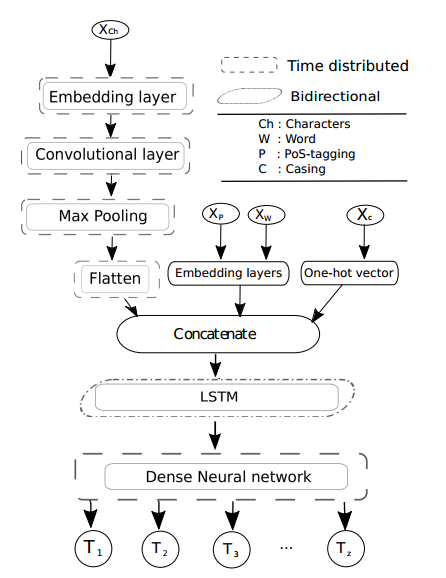 XCh
Time distributed
Embedding layer
Bidirectional
Ch : Characters
W : Word
P : PoS-tagging
C : Casing
Convolutional layer
Max Pooling
XP
XW
Xc
Flatten
Embedding layers
One-hot vector
Concatenate
LSTM
Dense Neural network
T1
T2
T3
...
Tz